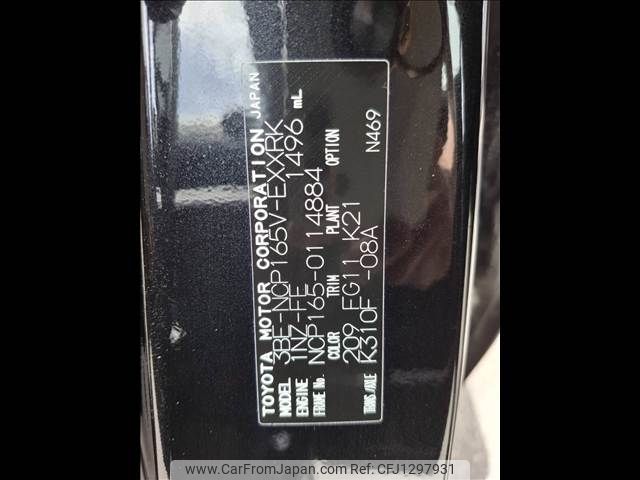 TOYOTA MOTOR CORPORATION JAPAN
MODEL 3BE-NCP165V-EXXRK
ENGINE 1NZ-FE 1496 mL
FRAME No. NCP165-0114884
COLOR TRIM PLANT OPTION
209 FG11 K21
TRANS./AXLE K310F -08A N469
www.CarFromJapan.com | CFJ1297931